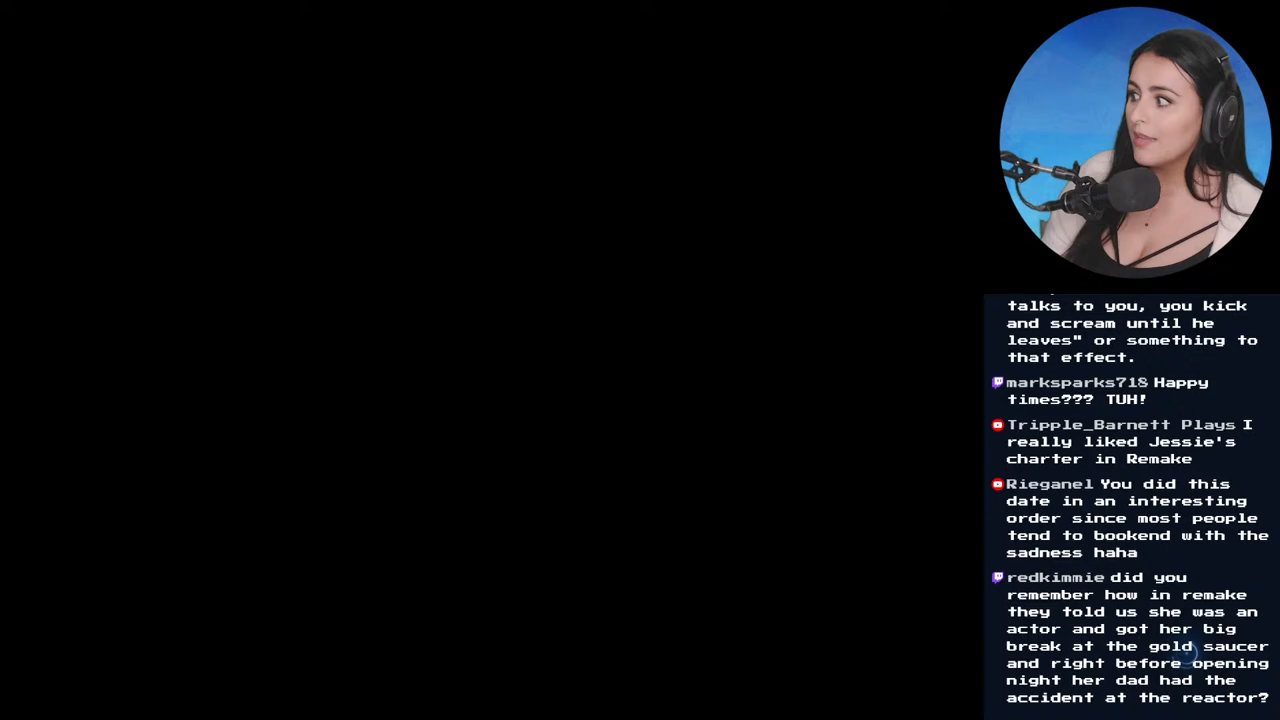 talks to you, you kick
and scream until he
leaves" or something to
that effect.
marksparks718 Happy
times??? TUH!
Tripple_Barnett Plays I
really liked Jessie's
charter in Remake
Rieganel You did this
date in an interesting
order since most people
tend to bookend with the
sadness haha
redkimmie did you
remember how in remake
they told us she was an
actor and got her big
break at the gold saucer
and right before opening
night her dad had the
accident at the reactor?